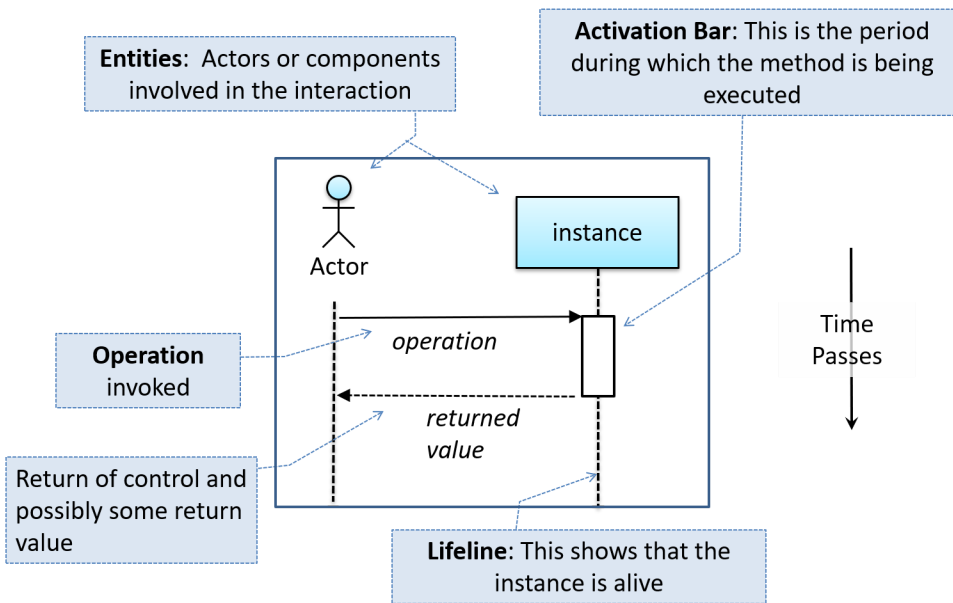 Entities: Actors or components
involved in the interaction
Activation Bar: This is the period
during which the method is being
executed
Actor
instance
operation
Operation
invoked
Time
Passes
returned
value
Return of control and
possibly some return
value
Lifeline: This shows that the
instance is alive